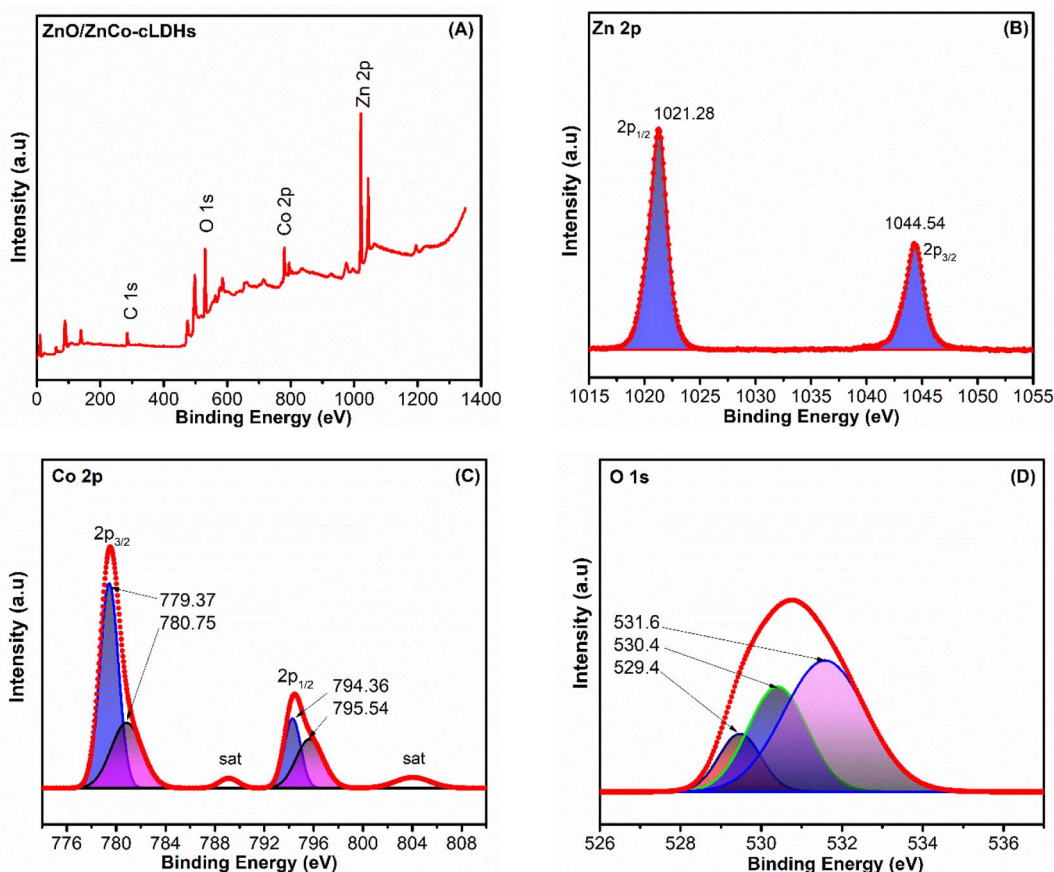 ZnO/ZnCo-cLDHs
(A)
Intensity (a.u)
C 1s
O 1s
Co 2p
Zn 2p
0 200 400 600 800 1000 1200 1400
Binding Energy (eV)
Zn 2p
(B)
Intensity (a.u)
2p1/2
1021.28
1044.54
2p3/2
1015 1020 1025 1030 1035 1040 1045 1050 1055
Binding Energy (eV)
Co 2p
(C)
Intensity (a.u)
2p3/2
779.37
780.75
sat
2p1/2
794.36
795.54
sat
776 780 784 788 792 796 800 804 808
Binding Energy (eV)
O 1s
(D)
Intensity (a.u)
531.6
530.4
529.4
526 528 530 532 534 536
Binding Energy (eV)